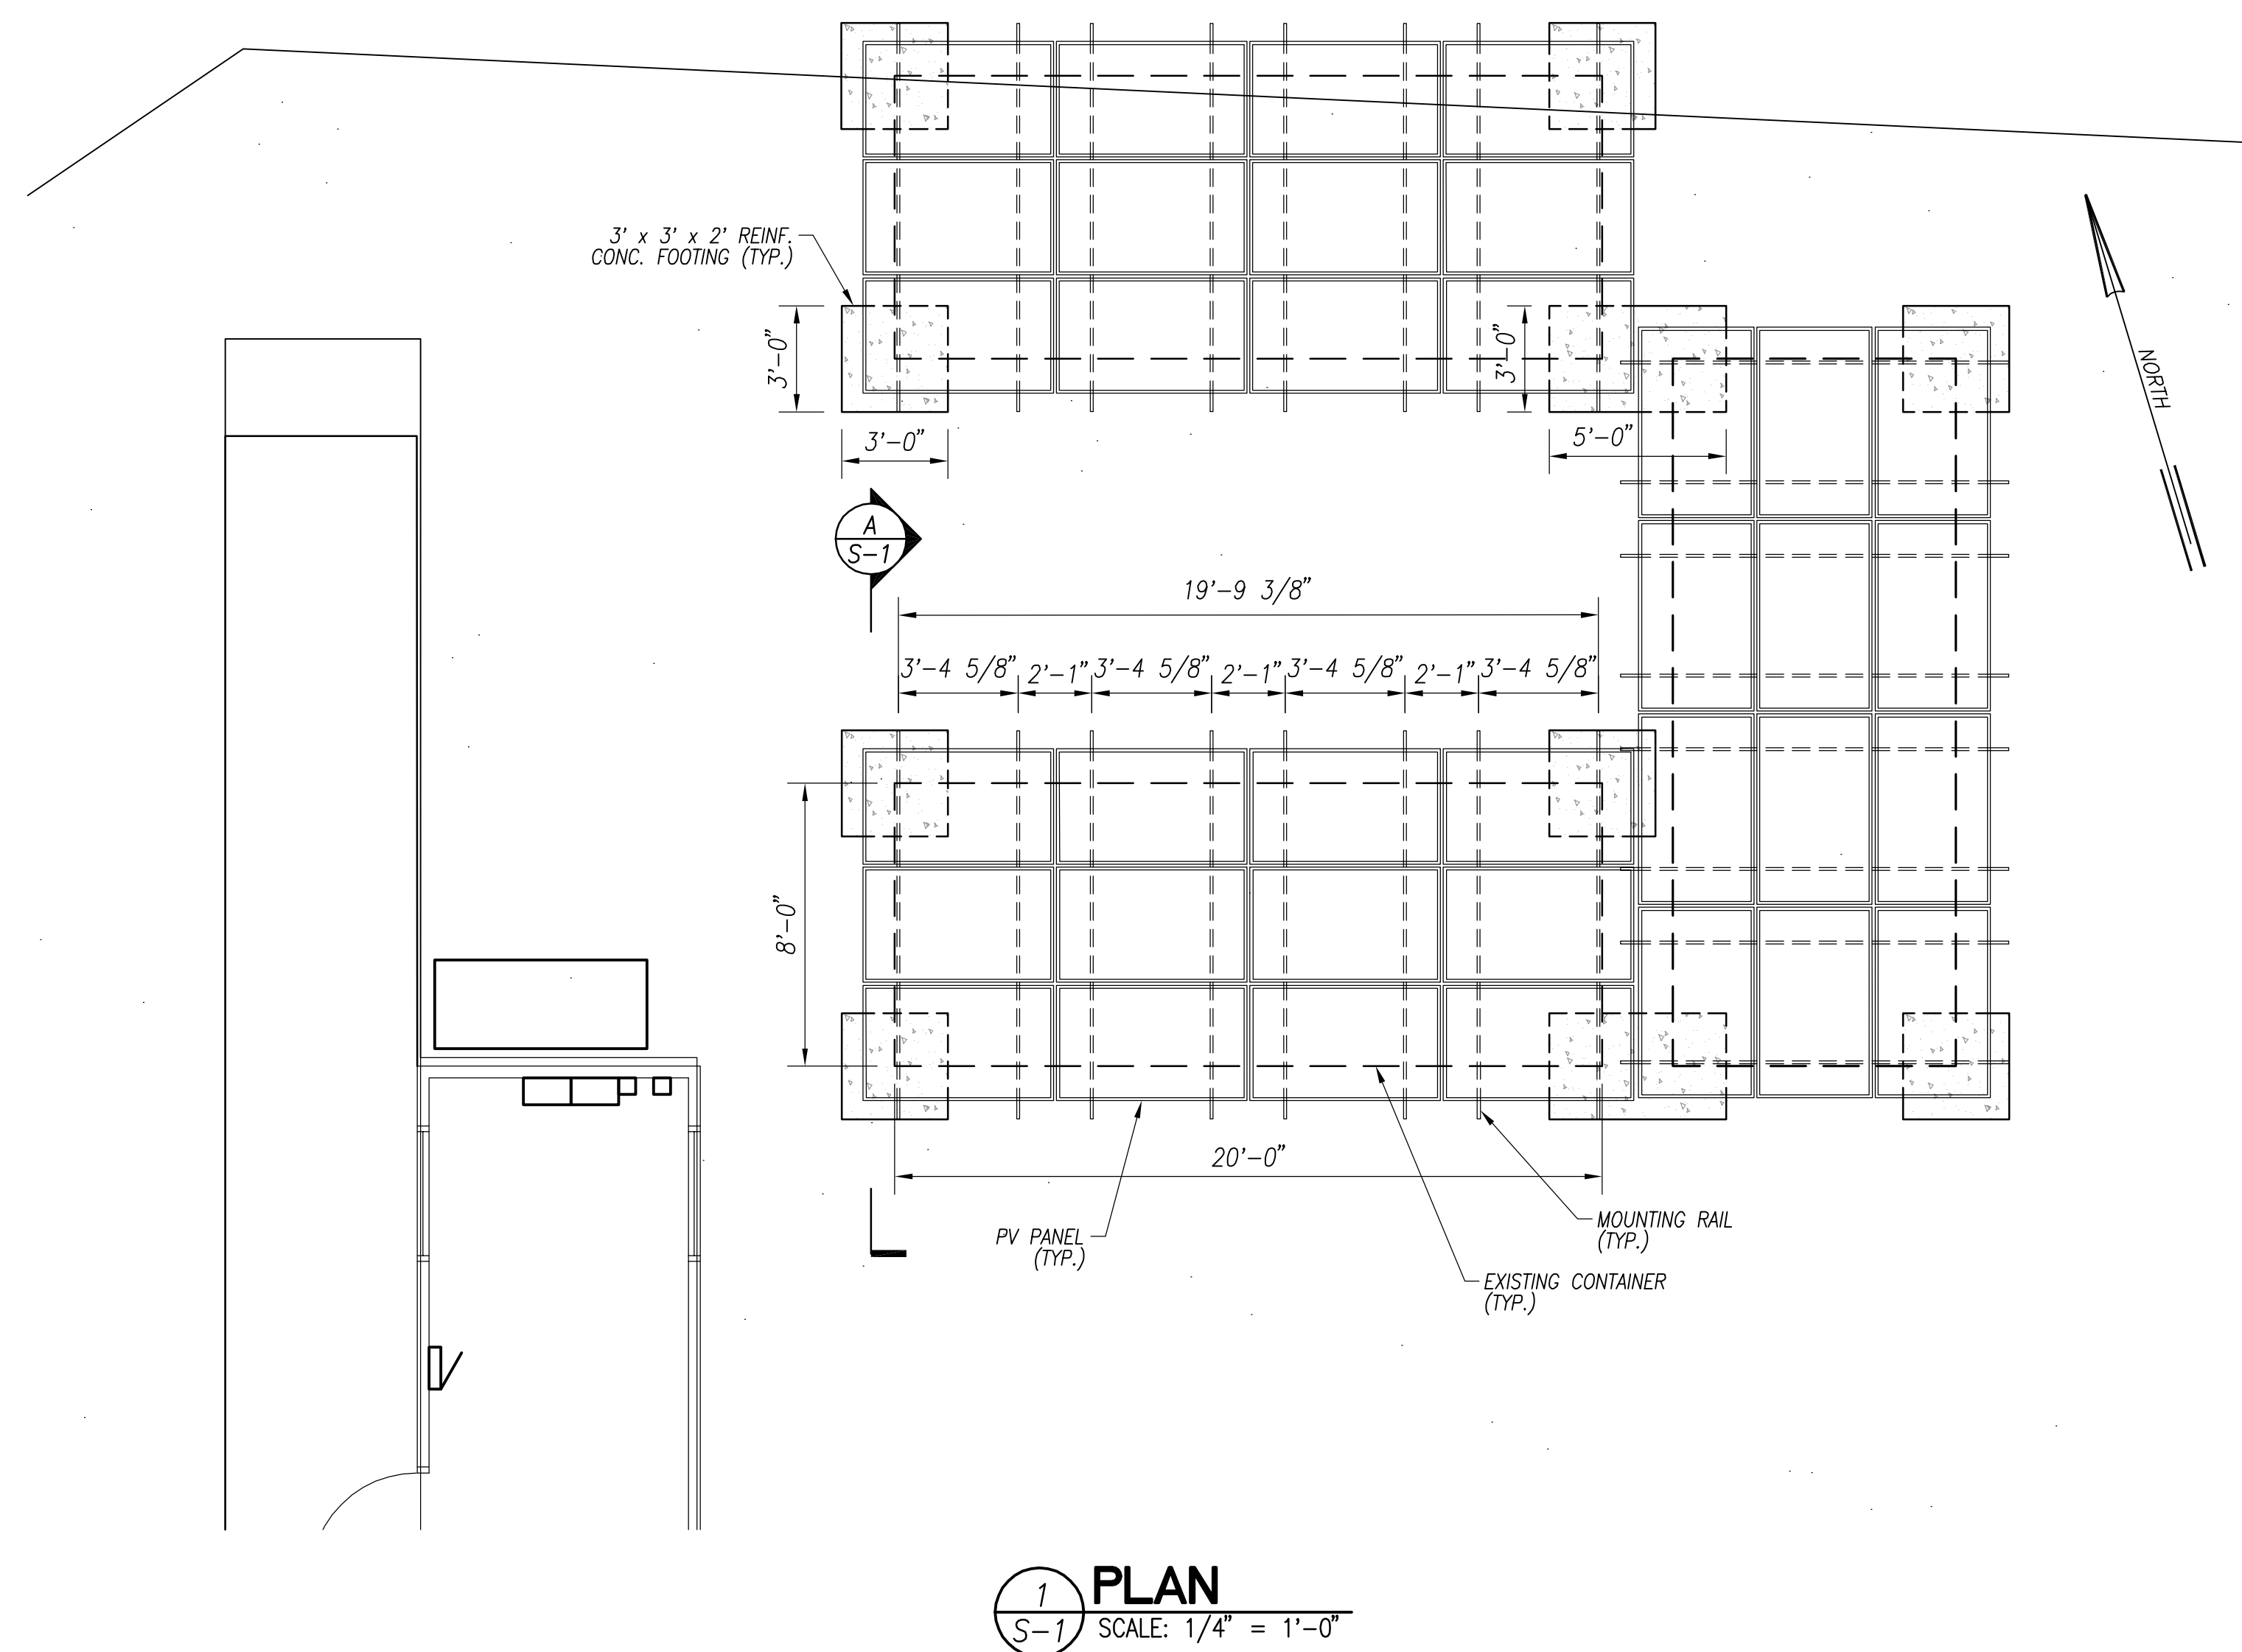 3' x 3' x 2' REINF.
CONC. FOOTING (TYP.)
3'-0"
3'-0"
3'-0"
5'-0"
NORTH
A
S-1
19'-9 3/8"
3'-4 5/8" 2'-1" 3'-4 5/8" 2'-1" 3'-4 5/8" 2'-1" 3'-4 5/8"
8'-0"
20'-0"
PV PANEL
(TYP.)
MOUNTING RAIL
(TYP.)
EXISTING CONTAINER
(TYP.)
1
S-1
PLAN
SCALE: 1/4" = 1'-0"